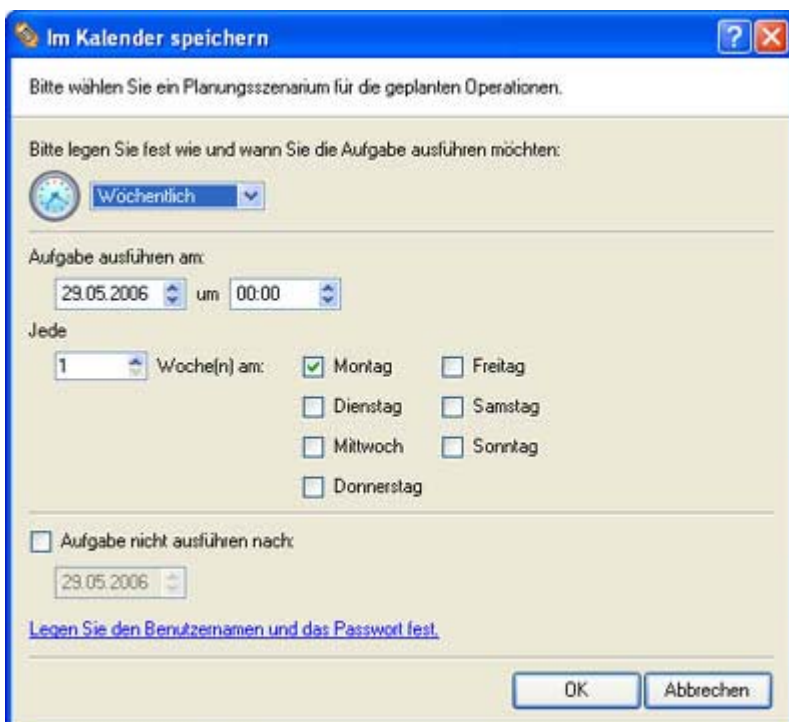 Im Kalender speichern
Bitte wählen Sie ein Planungsszenarium für die geplanten Operationen.
Bitte legen Sie fest wie und wann Sie die Aufgabe ausführen möchten:
Wöchentlich
Aufgabe ausführen am:
29.05.2006 um 00:00
Jede
1 Woche(n) am: Montag Freitag
Dienstag Samstag
Mittwoch Sonntag
Donnerstag
Aufgabe nicht ausführen nach:
29.05.2006
Legen Sie den Benutzernamen und das Passwort fest.
OK Abbrechen